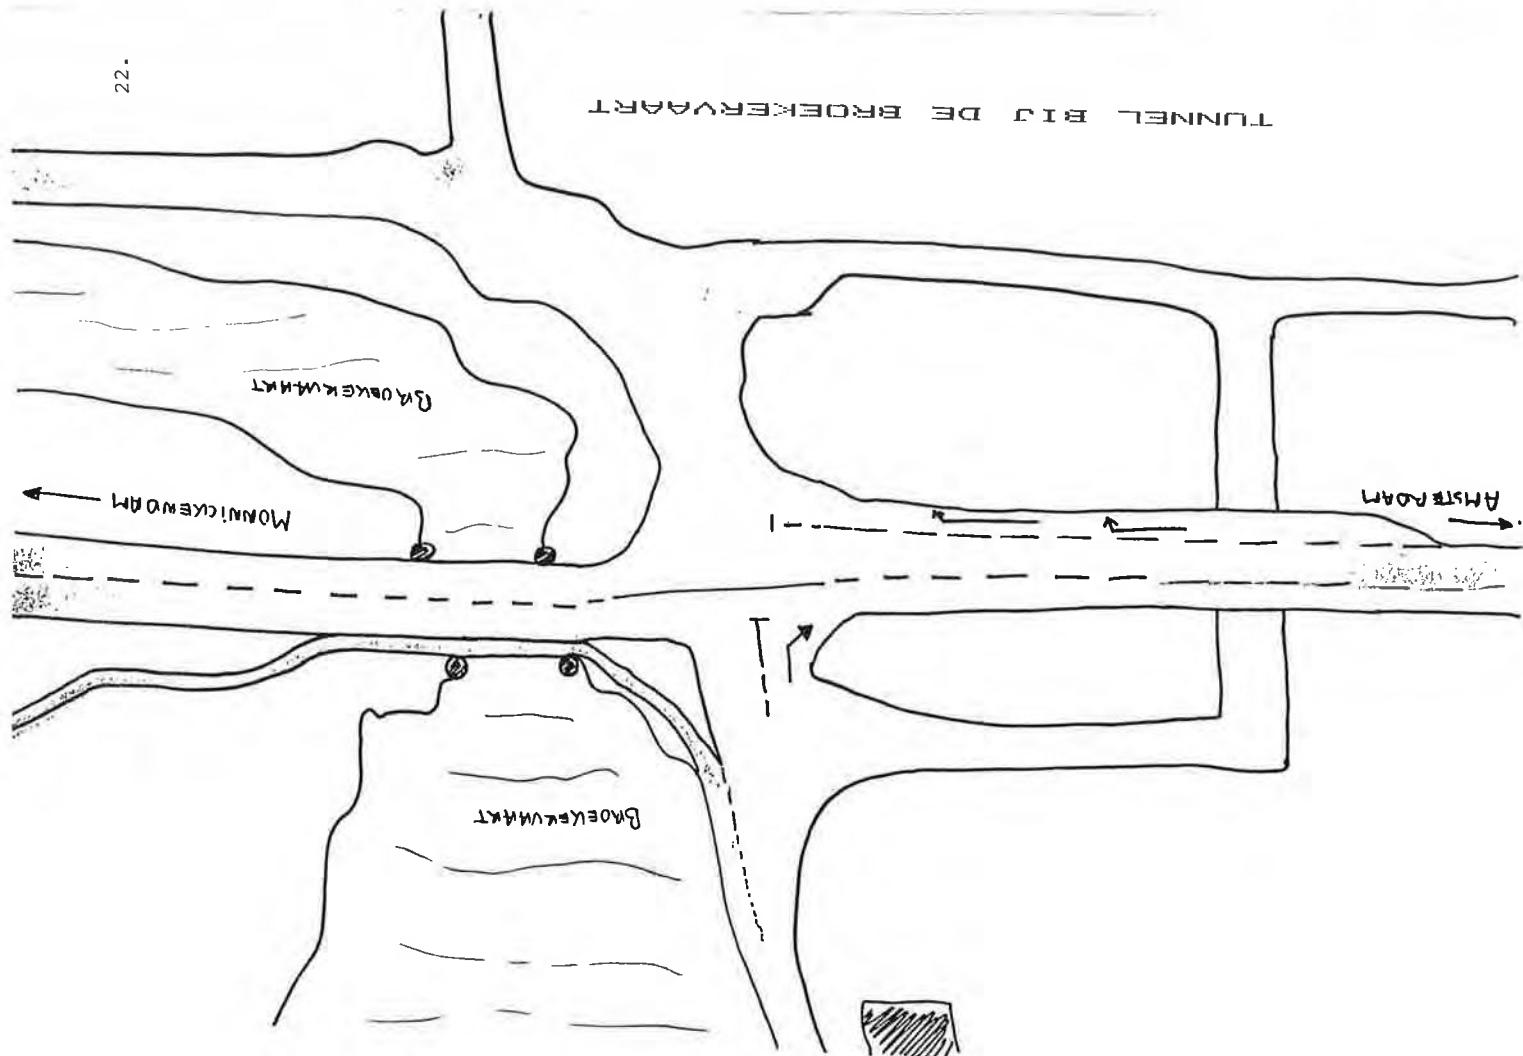 22.
TUNNEL BIJ DE BROEKERVAART
BROEKERVAART
MONNICKENDAM
AMSTERDAM
BROEKERVAART